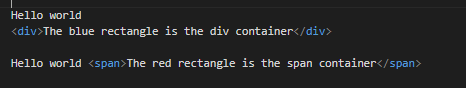 Hello world
<div>The blue rectangle is the div container</div>
Hello world <span>The red rectangle is the span container</span>